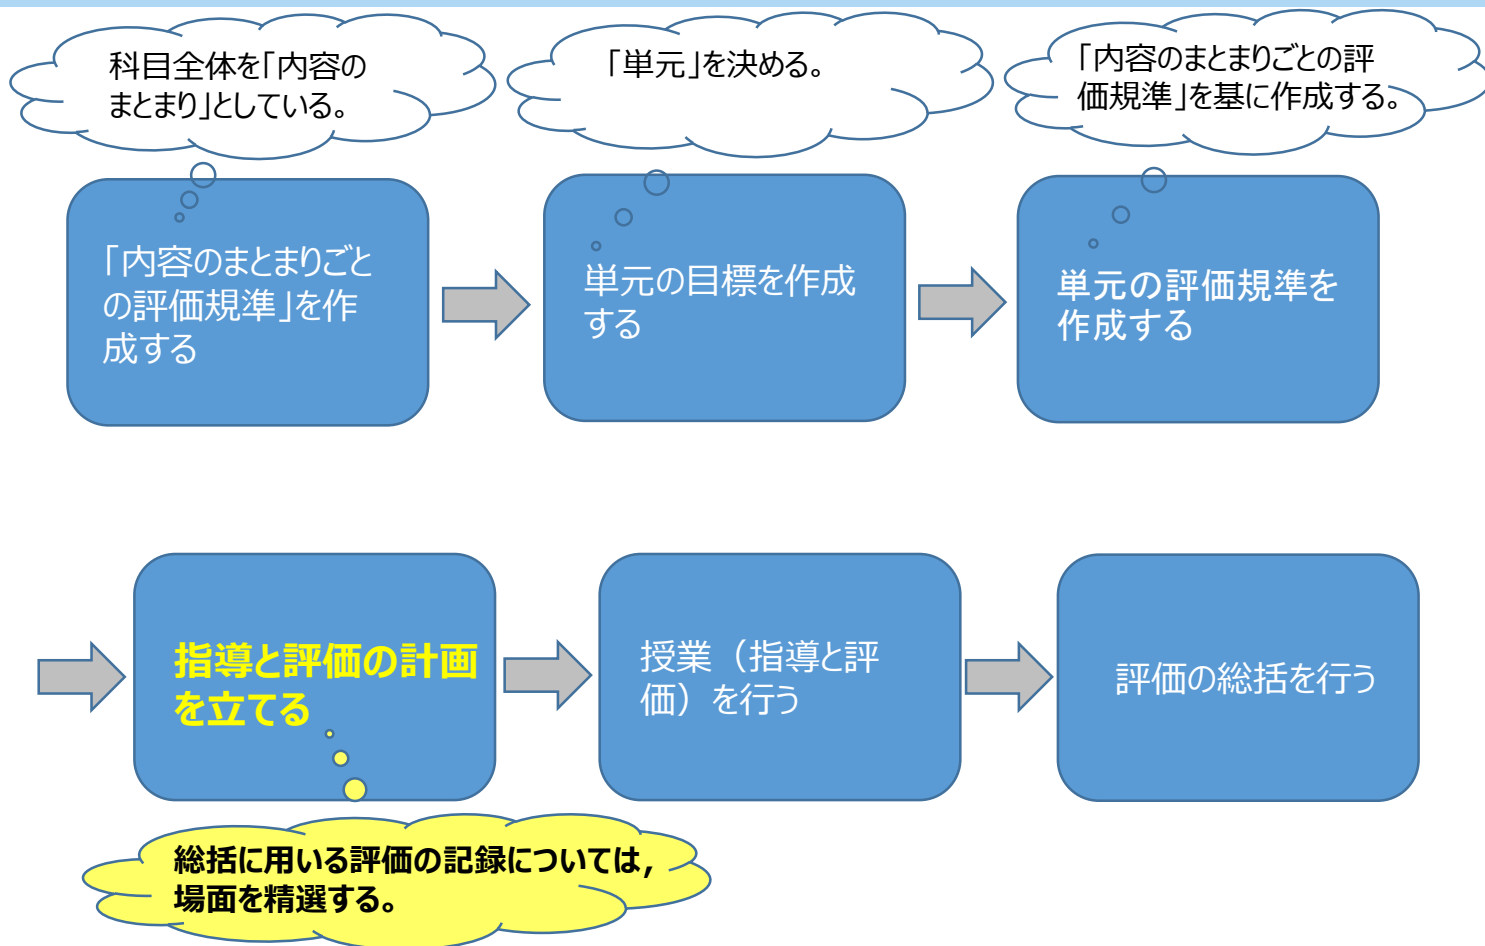 科目全体を「内容の
まとまり」としている。
「単元」を決める。
「内容のまとまりごとの評
価規準」を基に作成する。
「内容のまとまりごと
の評価規準」を作
成する
単元の目標を作成
する
単元の評価規準を
作成する
指導と評価の計画
を立てる
授業（指導と評
価）を行う
評価の総括を行う
総括に用いる評価の記録については，
場面を精選する。